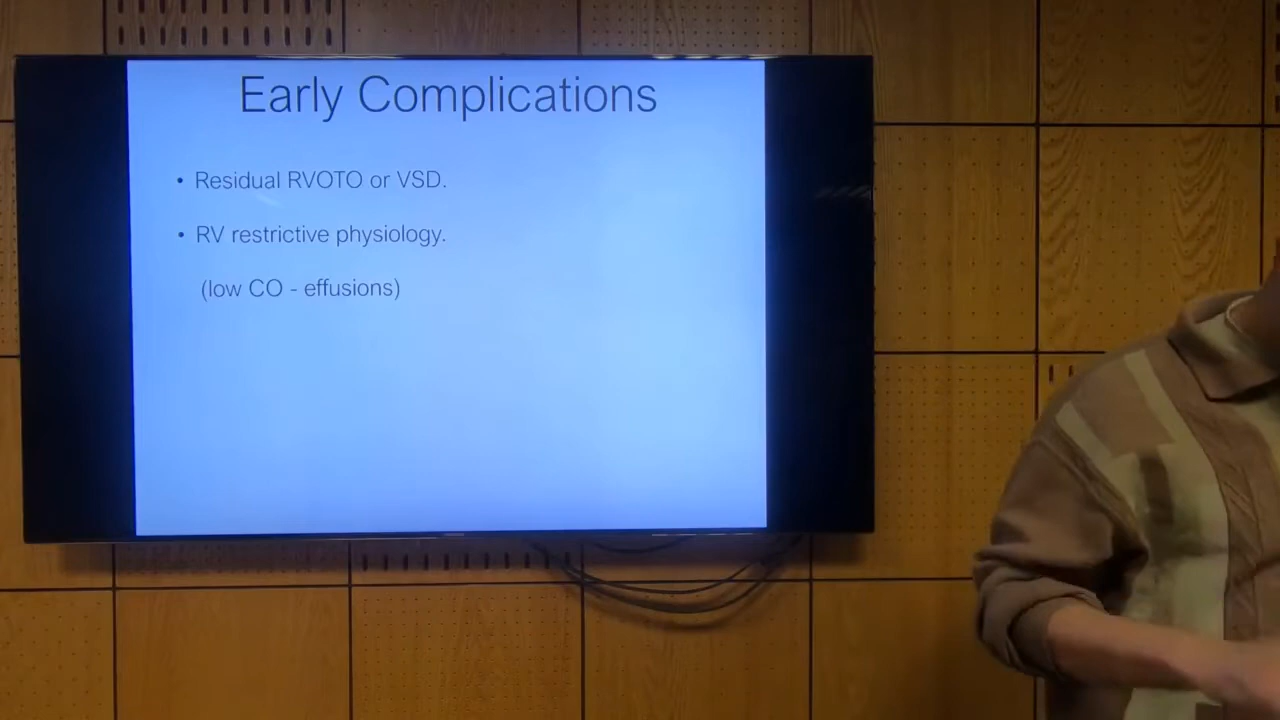 Early Complications
• Residual RVOTO or VSD.
• RV restrictive physiology.
(low CO - effusions)